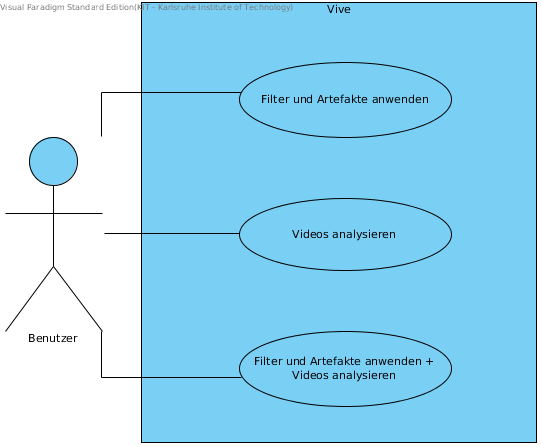 Visual Paradigm Standard Edition(KIT - Karlsruhe Institute of Technology)
Vive
Filter und Artefakte anwenden
Videos analysieren
Benutzer
Filter und Artefakte anwenden +
Videos analysieren